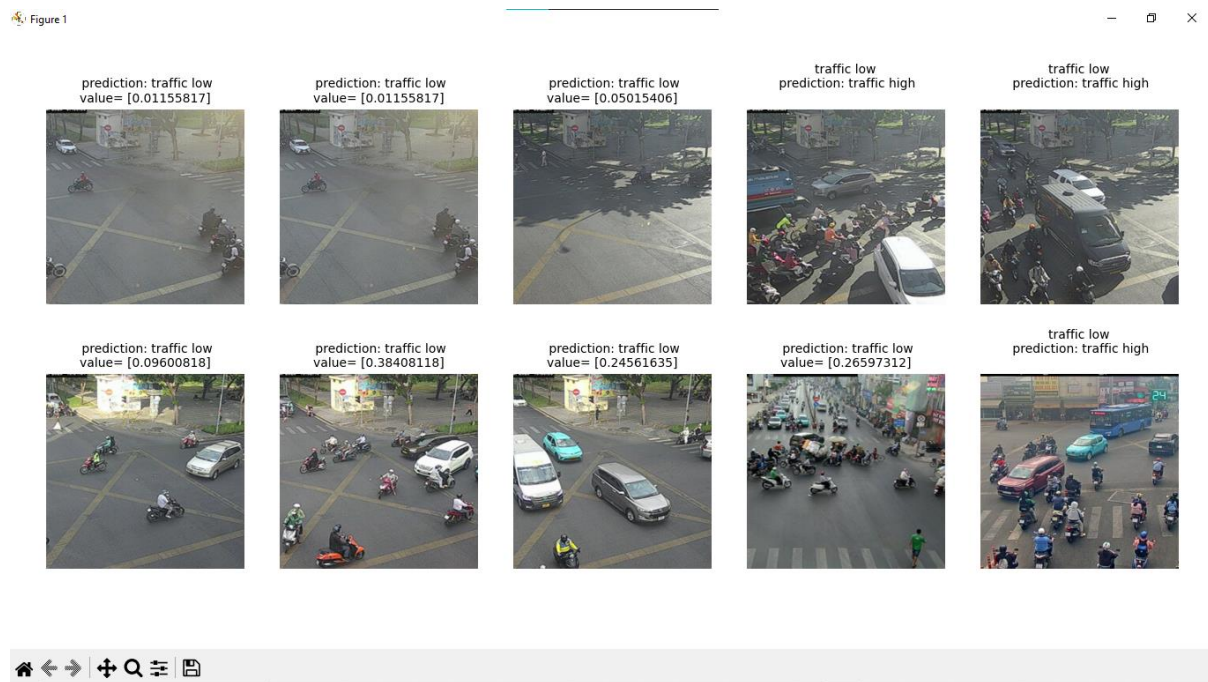 Figure 1
prediction: traffic low
value= [0.01155817]
prediction: traffic low
value= [0.01155817]
prediction: traffic low
value= [0.05015406]
traffic low
prediction: traffic high
traffic low
prediction: traffic high
prediction: traffic low
value= [0.09600818]
prediction: traffic low
value= [0.38408118]
prediction: traffic low
value= [0.24561635]
prediction: traffic low
value= [0.26597312]
traffic low
prediction: traffic high
24